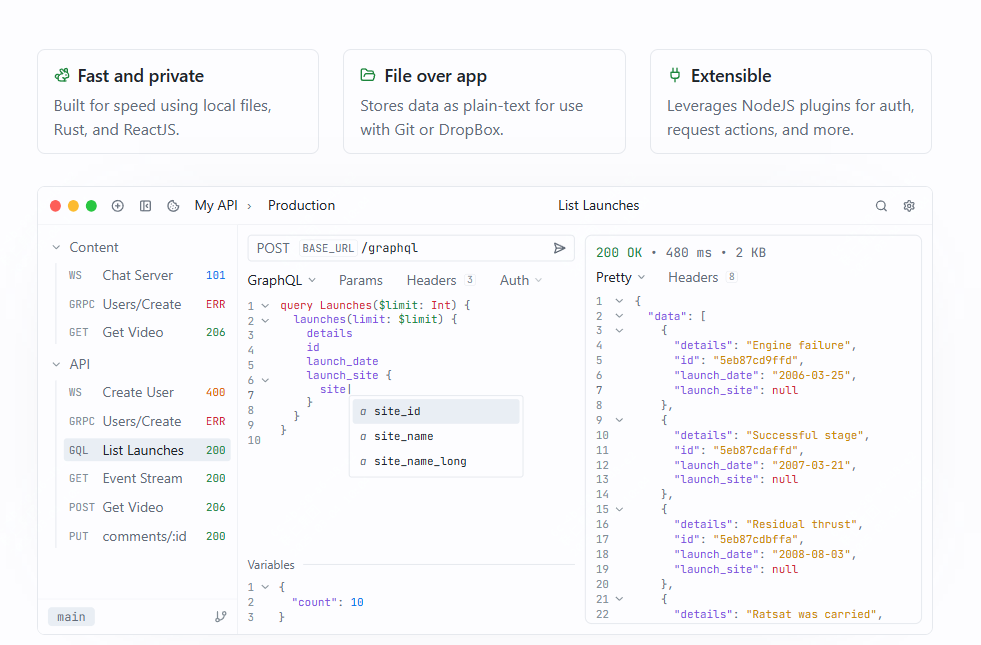 Fast and private
Built for speed using local files,
Rust, and ReactJS.
File over app
Stores data as plain-text for use
with Git or DropBox.
Extensible
Leverages NodeJS plugins for auth,
request actions, and more.
My API › Production
List Launches
Content
WS Chat Server 101
GRPC Users/Create ERR
GET Get Video 206
API
WS Create User 400
GRPC Users/Create ERR
GQL List Launches 200
GET Event Stream 200
POST Get Video 206
PUT comments/:id 200
main
POST BASE_URL /graphql
GraphQL Params Headers 3 Auth
1 query Launches($limit: Int) {
2 launches(limit: $limit) {
3 details
4 id
5 launch_date
6 launch_site {
7 site
8 }
9 }
10 }
a site_id
a site_name
a site_name_long
Variables
1 {
2 "count": 10
3 }
200 OK • 480 ms • 2 KB
Pretty Headers 8
1 {
2 "data": [
3 {
4 "details": "Engine failure",
5 "id": "5eb87cd9ffd",
6 "launch_date": "2006-03-25",
7 "launch_site": null
8 },
9 {
10 "details": "Successful stage",
11 "id": "5eb87cdaffd",
12 "launch_date": "2007-03-21",
13 "launch_site": null
14 },
15 {
16 "details": "Residual thrust",
17 "id": "5eb87cdbffa",
18 "launch_date": "2008-08-03",
19 "launch_site": null
20 },
21 {
22 "details": "Ratsat was carried",